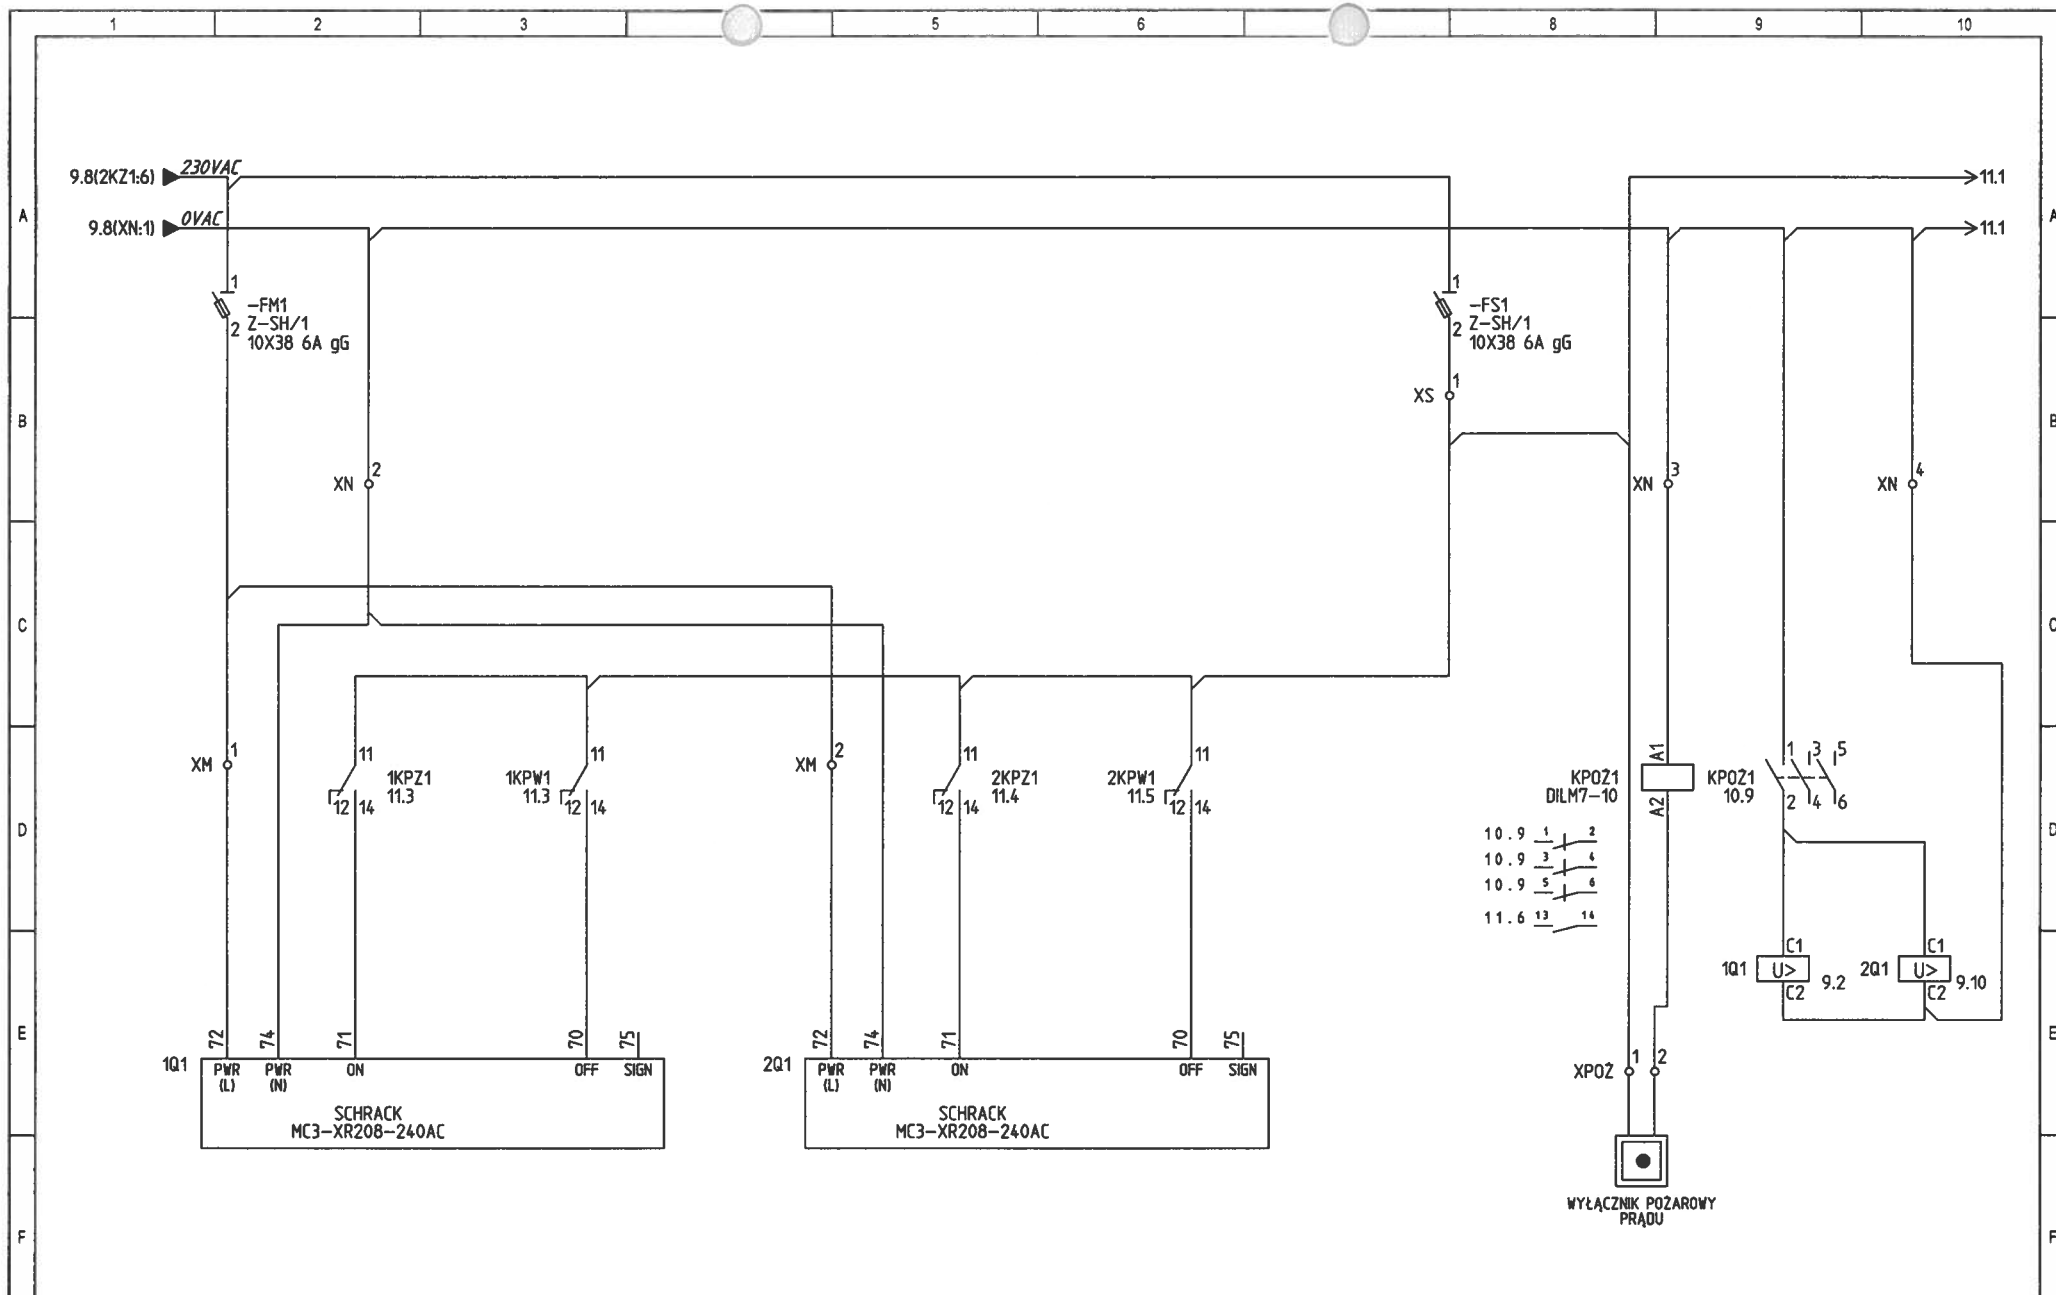 1 2 3 5 6 8 9 10
9.8(2KZ1:6) 230VAC 11.1
A A
9.8(XN:1) 0VAC 11.1
1 1
-FM1 -FS1
2 Z-SH/1 2 Z-SH/1
10X38 6A gG 10X38 6A gG
XS 1
B B
XN 2 XN 3 XN 4
C C
XM 1 11 11 XM 2 11 11 A1 1 3 5
1KPZ1 1KPW1 2KPZ1 2KPW1 KPOŻ1 KPOŻ1
11.3 11.3 11.4 11.5 DILM7-10 10.9
12 14 12 14 12 14 12 14 A2 2 4 6
D D
10.9 1 2
10.9 3 4
10.9 5 6
11.6 13 14
C1 C1
1Q1 U> 9.2 2Q1 U> 9.10
C2 C2
E E
72 74 71 70 75 72 74 71 70 75
1Q1 PWR PWR ON OFF SIGN 2Q1 PWR PWR ON OFF SIGN
(L) (N) (L) (N)
XPOŻ 1 2
SCHRACK SCHRACK
MC3-XR208-240AC MC3-XR208-240AC
WYŁĄCZNIK POŻAROWY
PRĄDU
F F